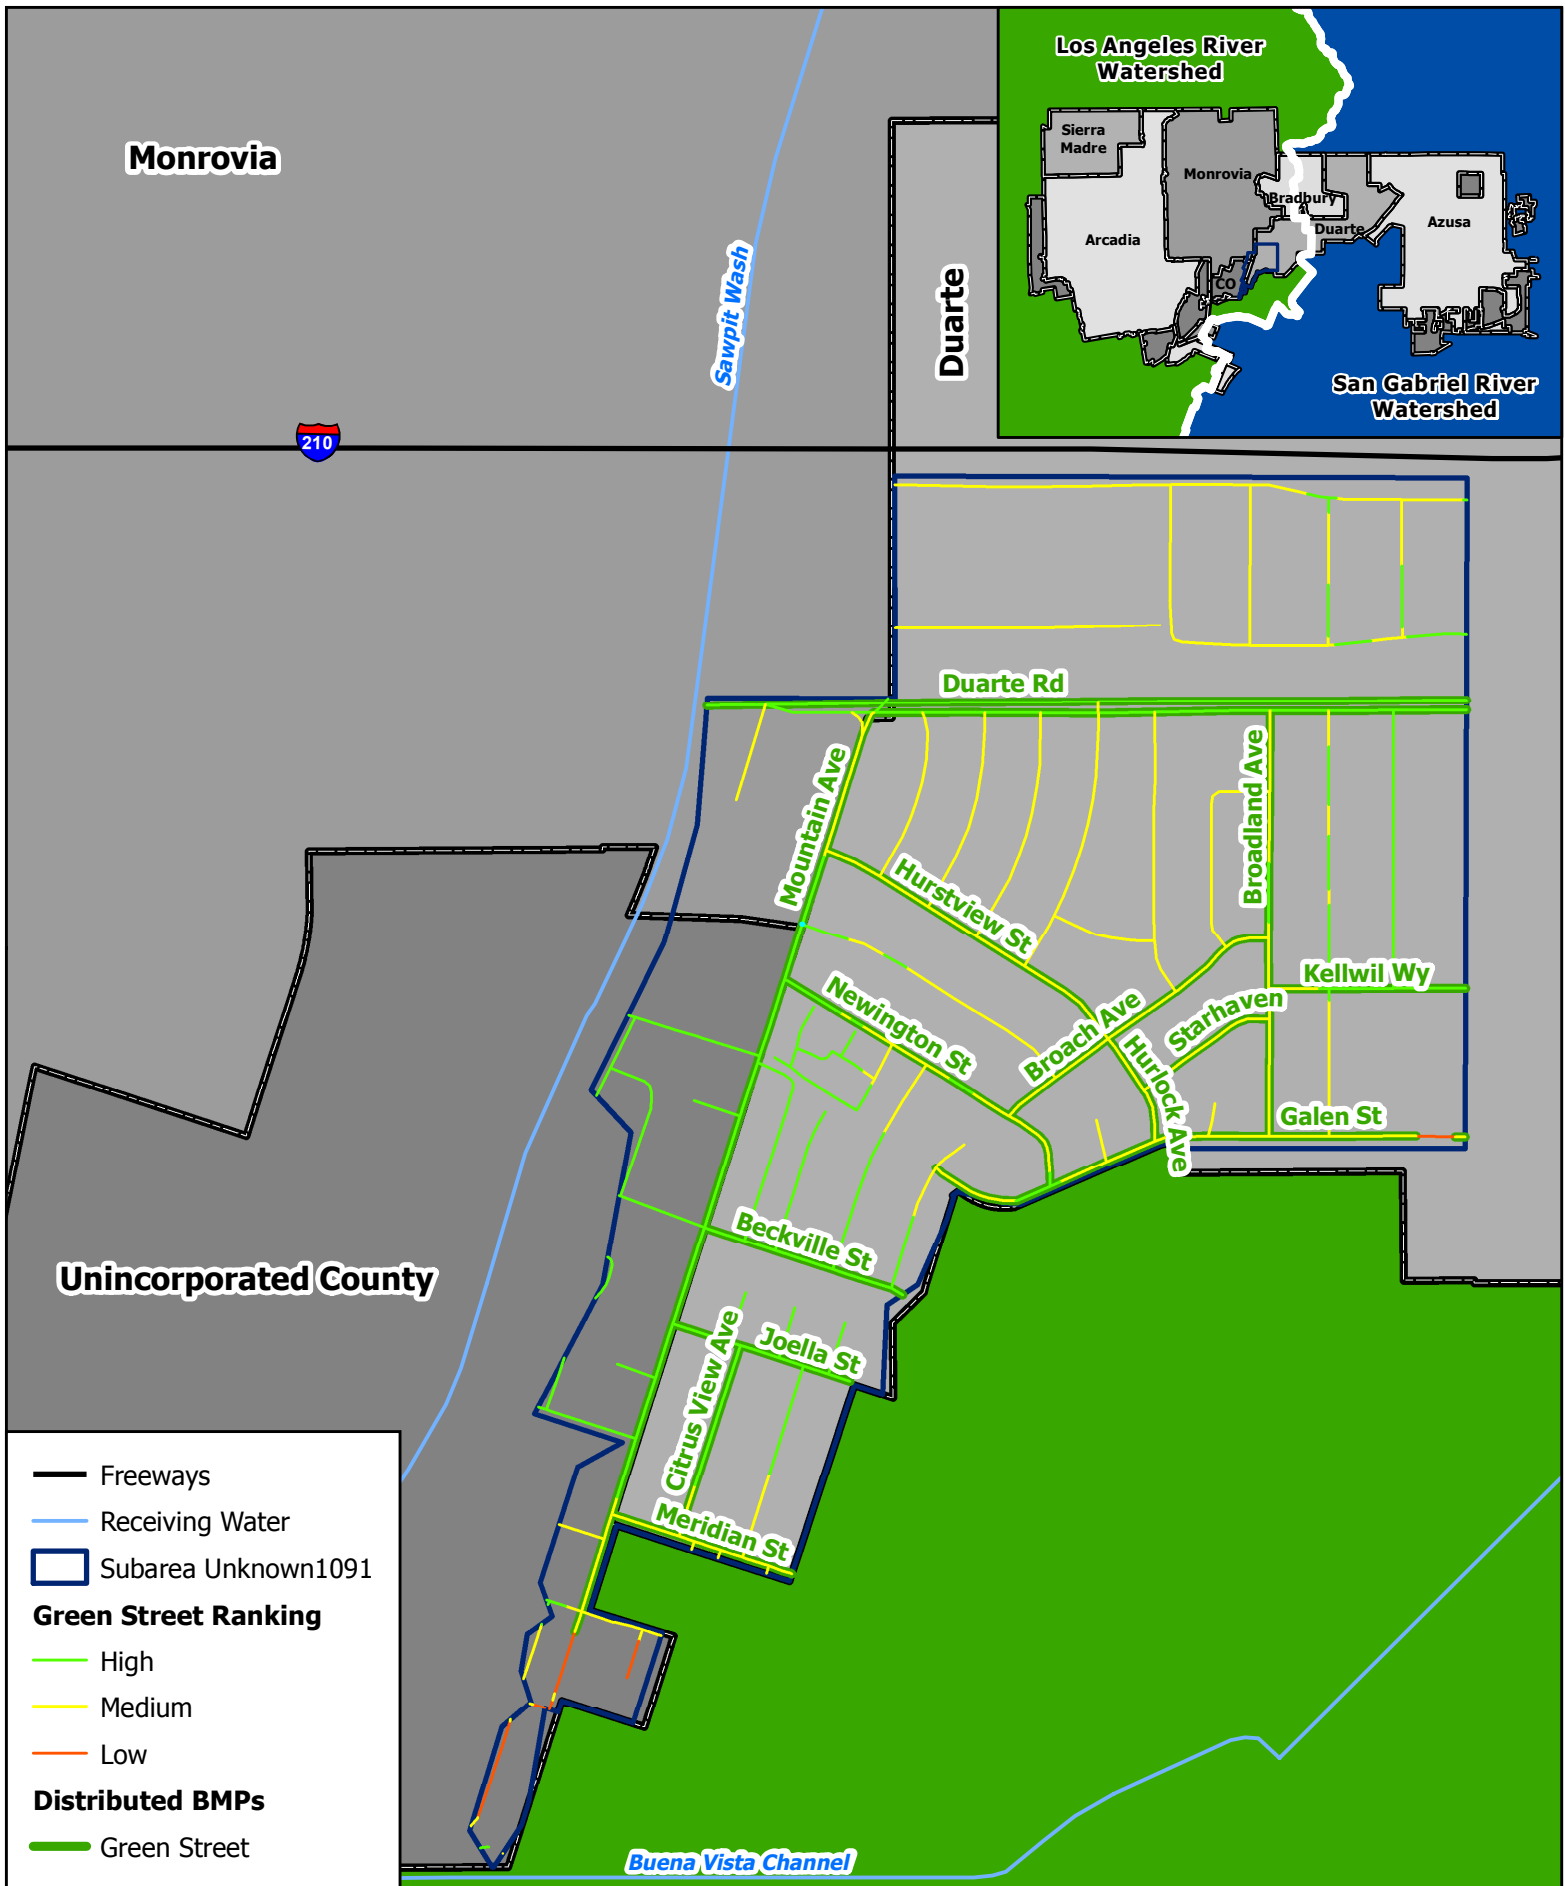 Los Angeles River
Watershed
Sierra
Madre
Monrovia
Bradbury
Duarte
Azusa
Arcadia
CO
San Gabriel River
Watershed
Monrovia
Sawpit Wash
Duarte
210
Duarte Rd
Mountain Ave
Broadland Ave
Hurstview St
Kellwil Wy
Newington St
Starhaven
Broach Ave
Hurlock Ave
Galen St
Beckville St
Unincorporated County
Joella St
Citrus View Ave
Meridian St
Buena Vista Channel
Freeways
Receiving Water
Subarea Unknown1091
Green Street Ranking
High
Medium
Low
Distributed BMPs
Green Street